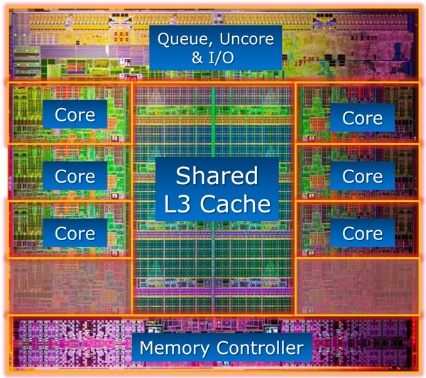 Queue, Uncore
& I/O
Core
Core
Core
Core
Core
Core
Shared
L3 Cache
Memory Controller